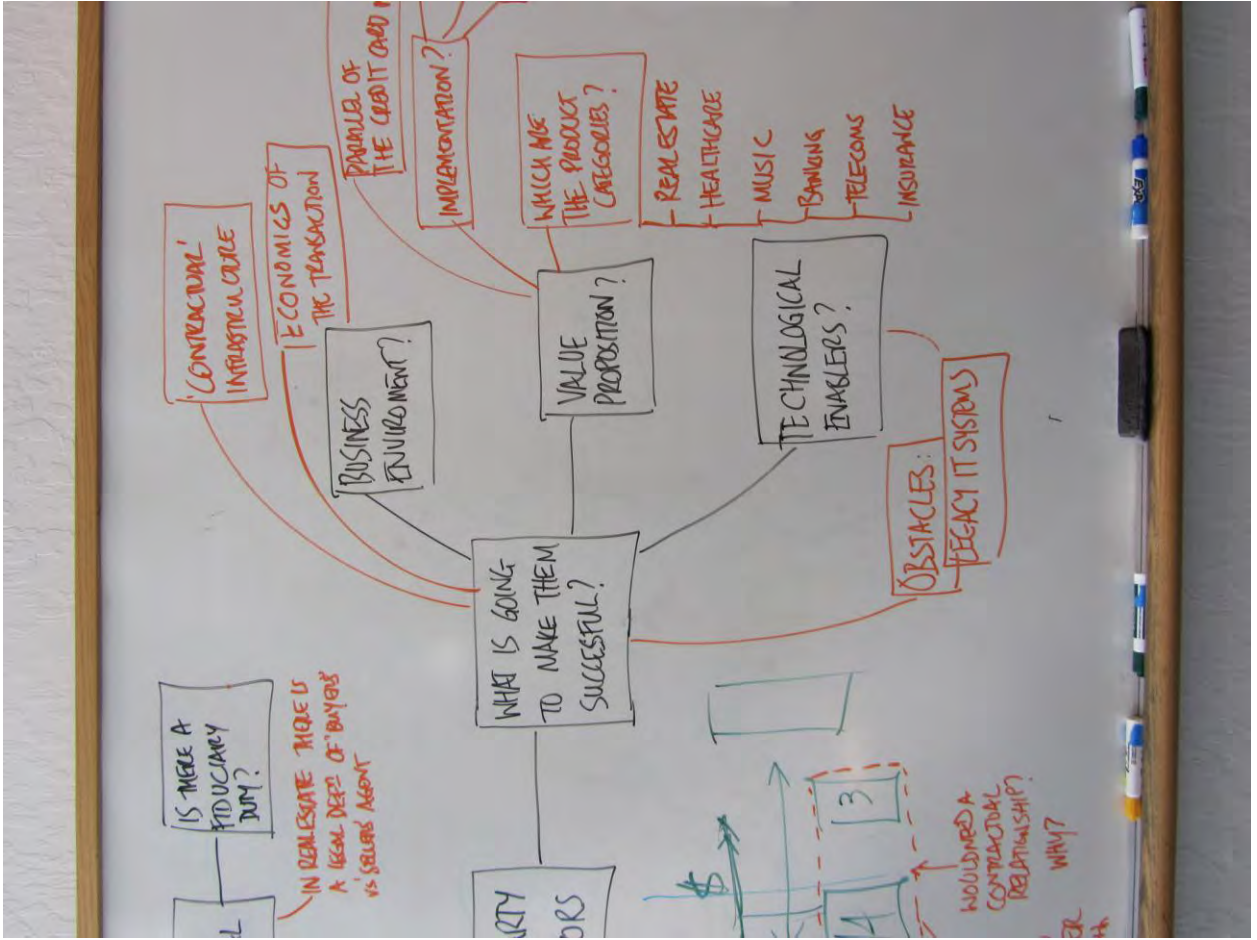 'CONTRACTUAL'
INFRASTRUCTURE
ECONOMICS OF
THE TRANSACTION
PARALLEL OF
THE CREDIT CARD
IMPLEMENTATION?
BUSINESS
ENVIROMENT?
WHICH ARE
THE PRODUCT
CATEGORIES?
REAL ESTATE
HEALTHCARE
MUSIC
BANKING
TELECOMS
INSURANCE
VALUE
PROPOSITION?
TECHNOLOGICAL
ENABLERS?
WHAT IS GOING
TO MAKE THEM
SUCCESSFUL?
OBSTACLES:
LEGACY IT SYSTEMS
IS THERE A
FIDUCIARY
DUTY?
IN REAL ESTATE THERE IS
A LEGAL DEF OF 'BUYERS'
VS 'SELLERS' AGENT
ARTY
ORS
$
3
4
WOULD NEED A
CONTRACTUAL
RELATIONSHIP?
WHY?
EXPO